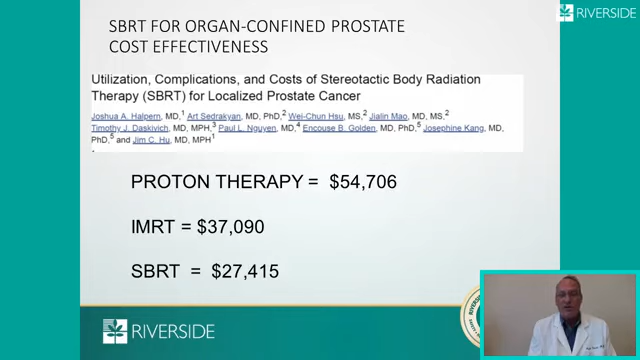 RIVERSIDE
SBRT FOR ORGAN-CONFINED PROSTATE
COST EFFECTIVENESS
Utilization, Complications, and Costs of Stereotactic Body Radiation
Therapy (SBRT) for Localized Prostate Cancer
Joshua A. Halpern, MD,1 Art Sedrakyan, MD, PhD,2 Wei-Chun Hsu, MS,2 Jialin Mao, MD, MS,2
Timothy J. Daskivich, MD, MPH,3 Paul L. Nguyen, MD,4 Encouse B. Golden, MD, PhD,5 Josephine Kang, MD,
PhD,5 and Jim C. Hu, MD, MPH1
PROTON THERAPY = $54,706
IMRT = $37,090
SBRT = $27,415
RIVERSIDE